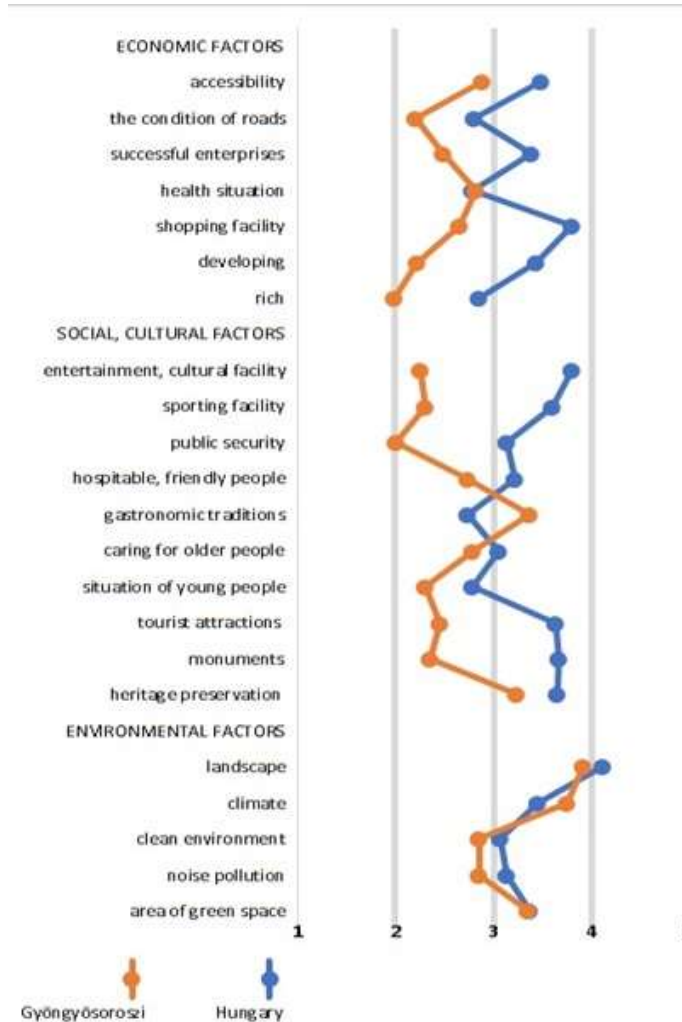 ECONOMIC FACTORS
accessibility
the condition of roads
successful enterprises
health situation
shopping facility
developing
rich
SOCIAL, CULTURAL FACTORS
entertainment, cultural facility
sporting facility
public security
hospitable, friendly people
gastronomic traditions
caring for older people
situation of young people
tourist attractions
monuments
heritage preservation
ENVIRONMENTAL FACTORS
landscape
climate
clean environment
noise pollution
area of green space
1 2 3 4
Gyöngyösoroszi Hungary